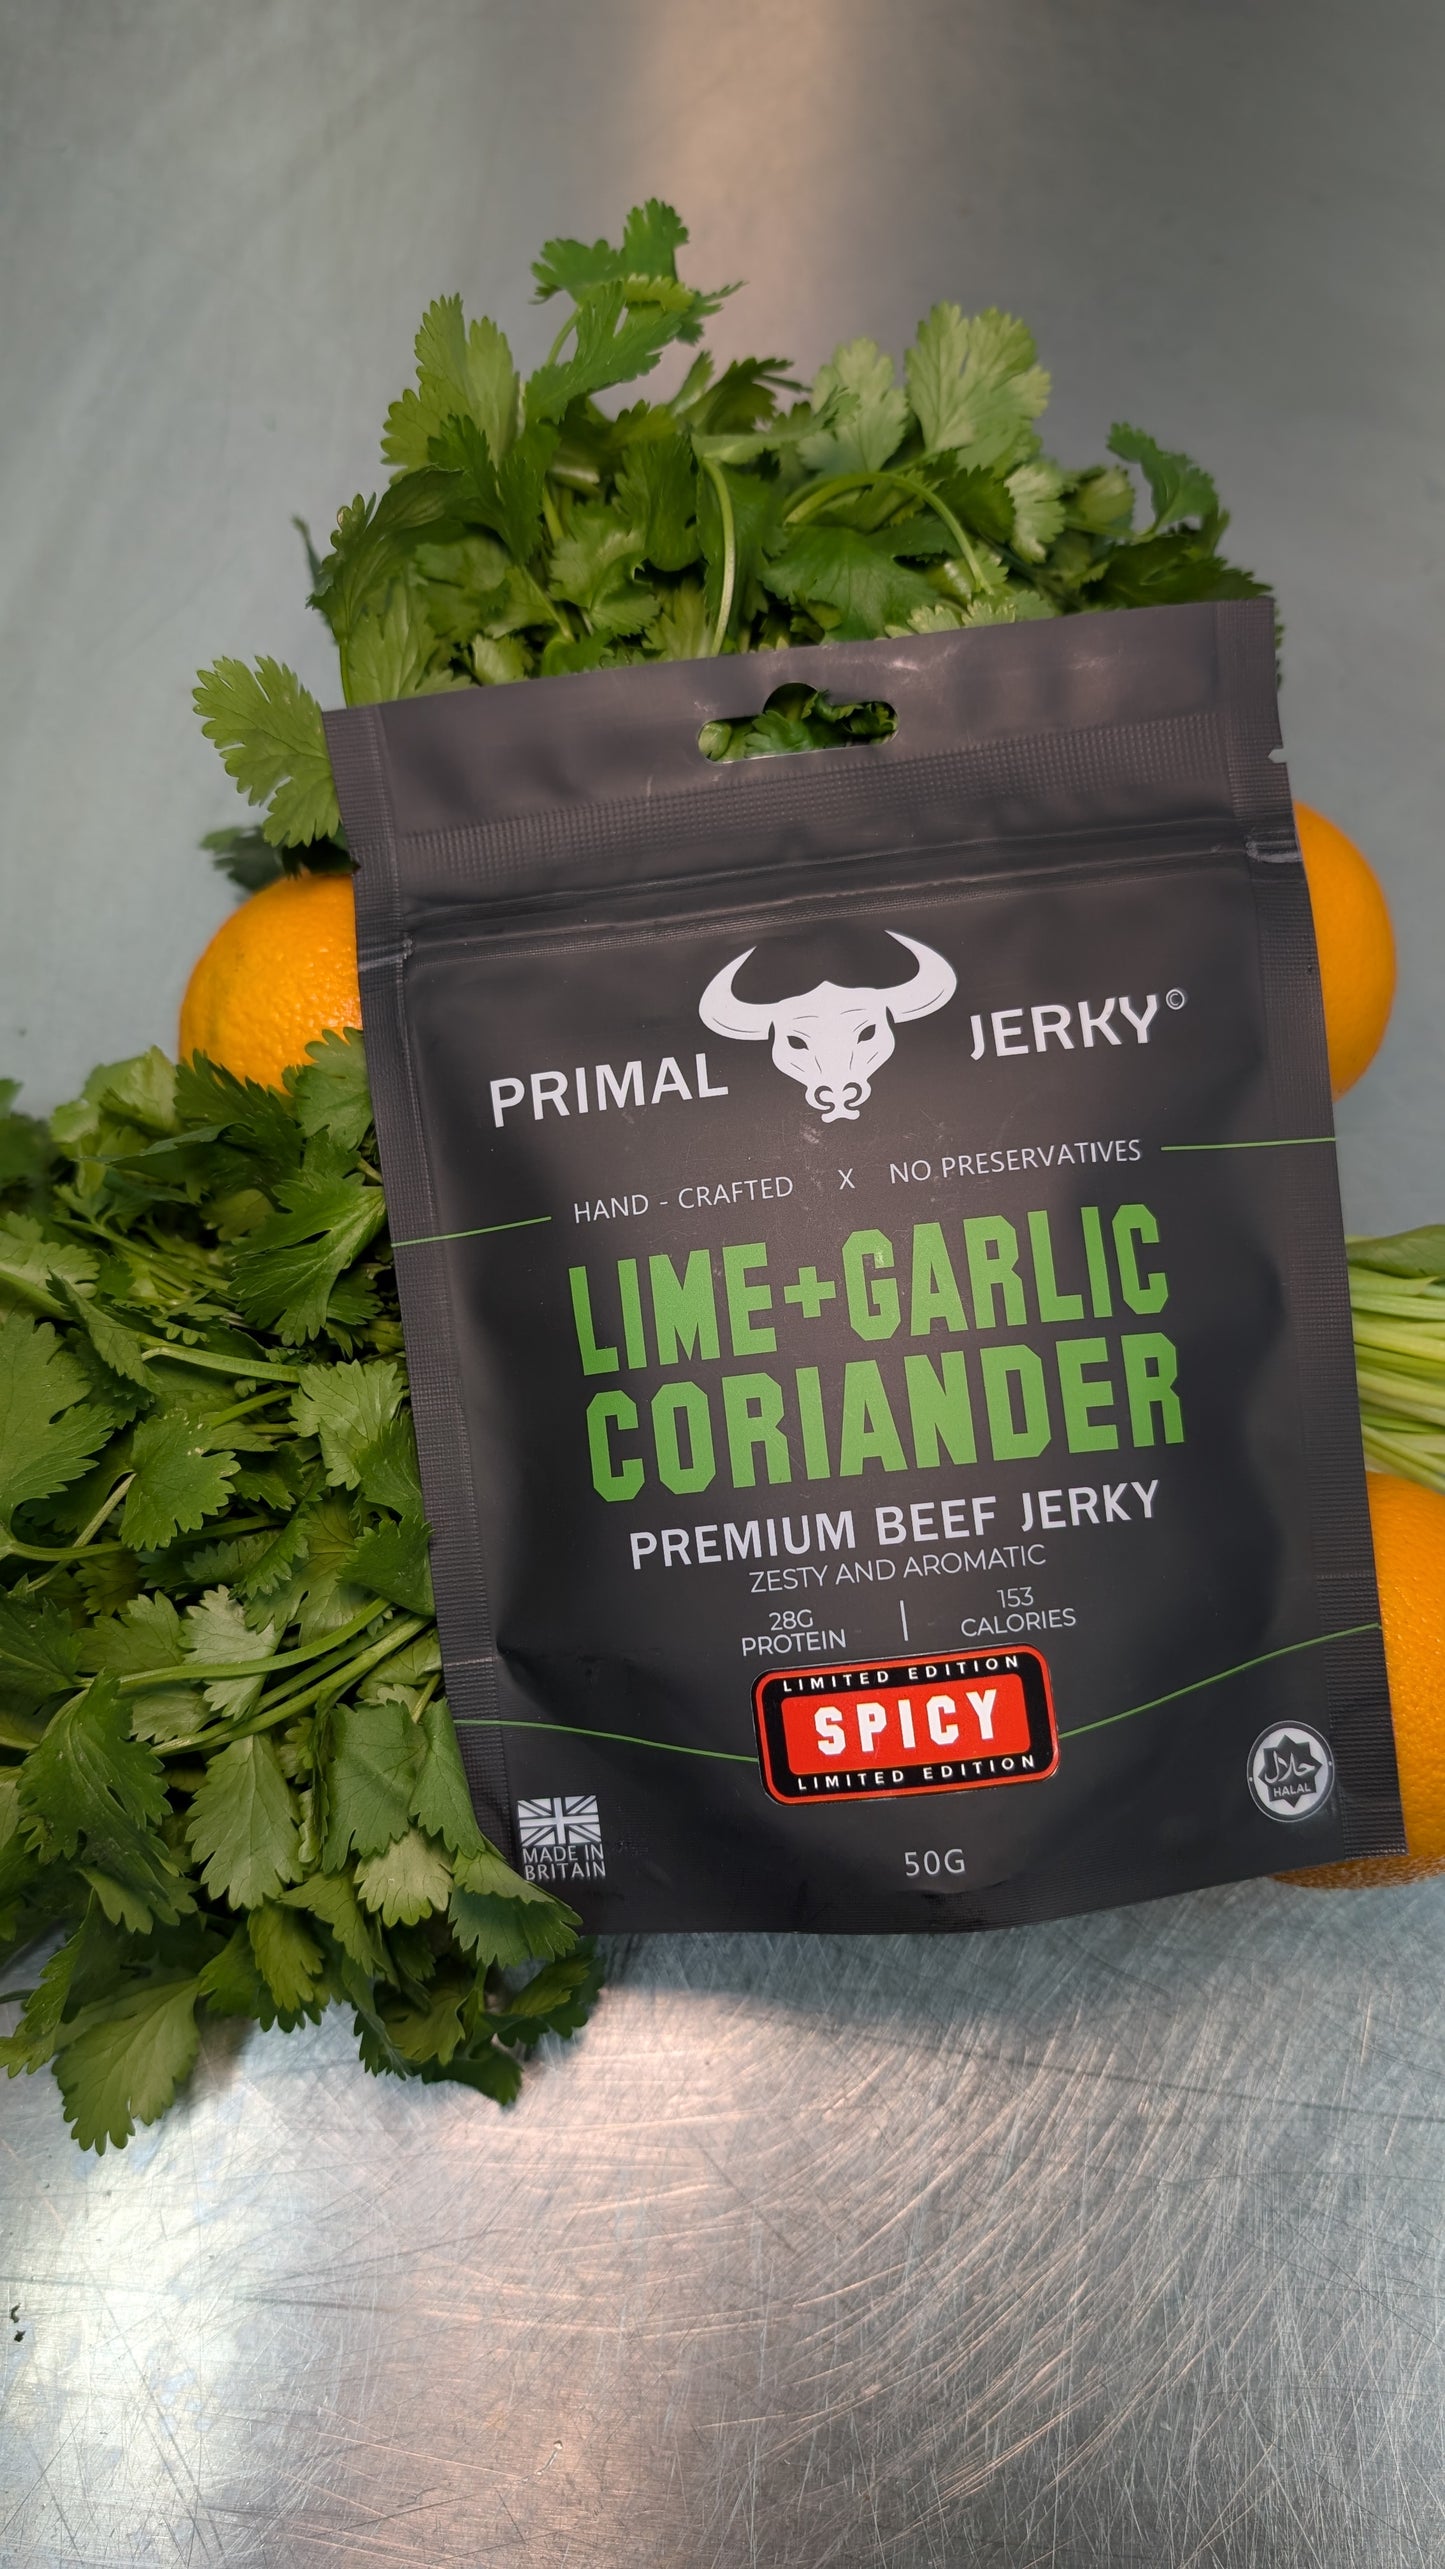 PRIMAL JERKY©
HAND - CRAFTED X NO PRESERVATIVES
LIME+GARLIC
CORIANDER
PREMIUM BEEF JERKY
ZESTY AND AROMATIC
28G
PROTEIN
153
CALORIES
LIMITED EDITION
SPICY
LIMITED EDITION
MADE IN
BRITAIN
50G
حلال
HALAL